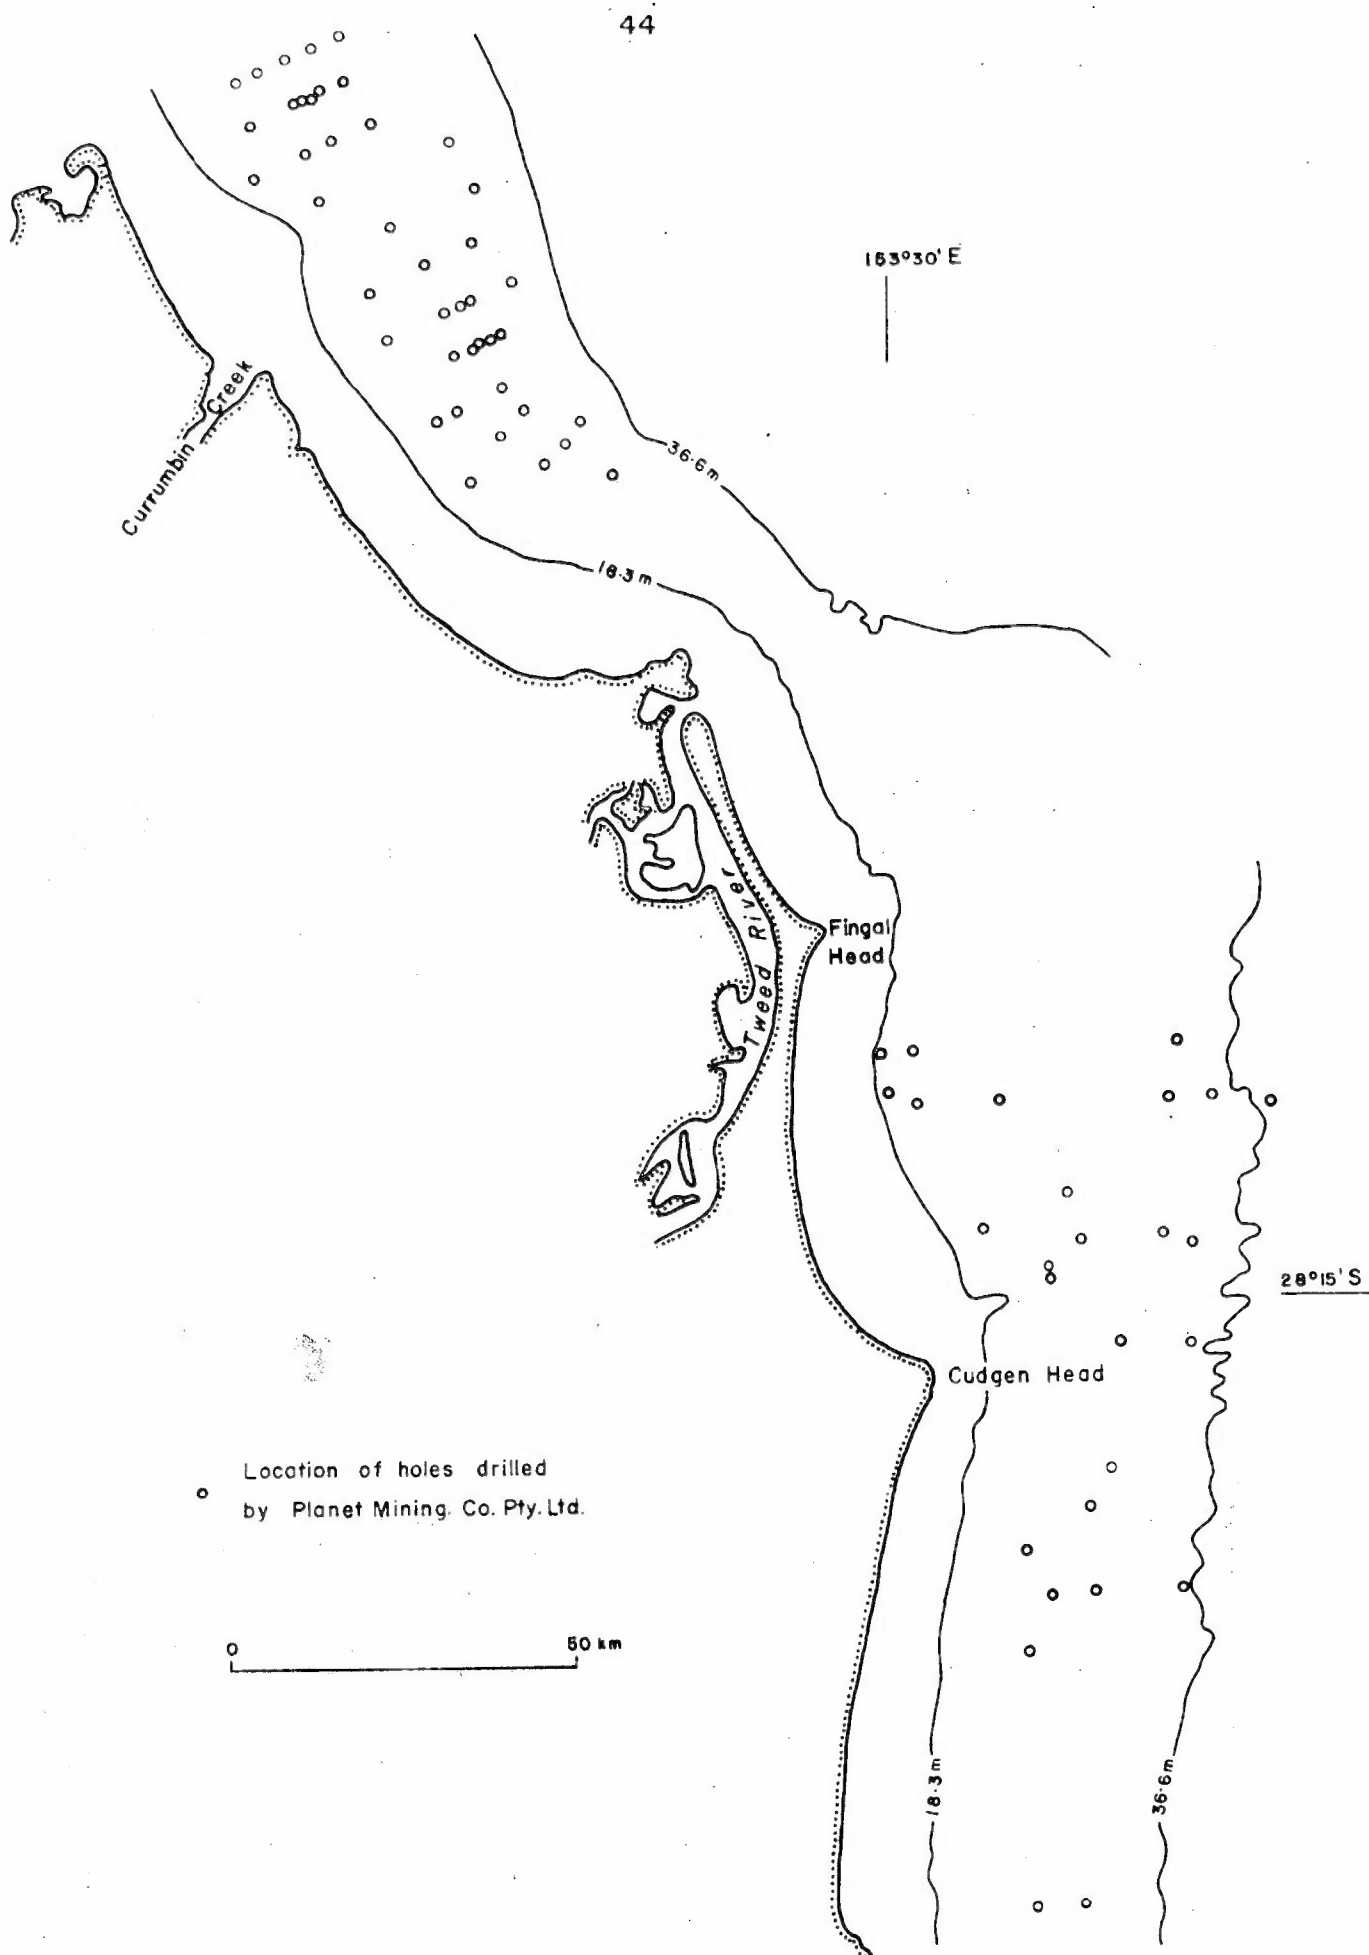 44
153°30' E
Currumbin Creek
36·6m
18·3m
Tweed River
Fingal
Head
28°15' S
Cudgen Head
Location of holes drilled
by Planet Mining. Co. Pty. Ltd.
0 50 km
18·3m
36·6m